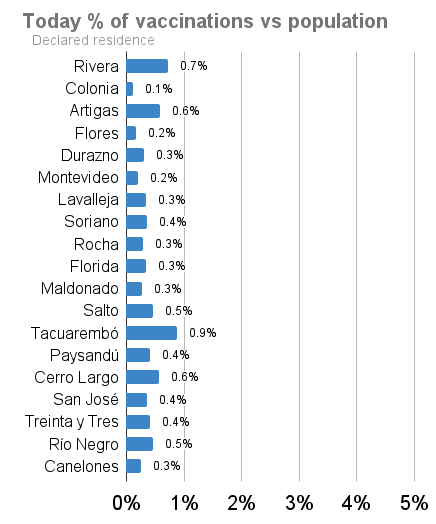 Today % of vaccinations vs population
Declared residence
Rivera 0.7%
Colonia 0.1%
Artigas 0.6%
Flores 0.2%
Durazno 0.3%
Montevideo 0.2%
Lavalleja 0.3%
Soriano 0.4%
Rocha 0.3%
Florida 0.3%
Maldonado 0.3%
Salto 0.5%
Tacuarembó 0.9%
Paysandú 0.4%
Cerro Largo 0.6%
San José 0.4%
Treinta y Tres 0.4%
Río Negro 0.5%
Canelones 0.3%
0% 1% 2% 3% 4% 5%